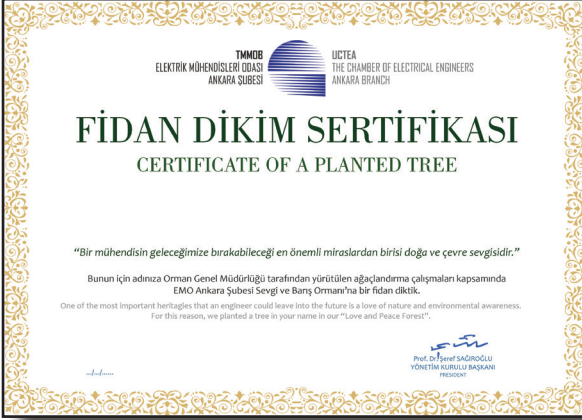 TMMOB
ELEKTRİK MÜHENDİSLERİ ODASI
ANKARA ŞUBESİ
UCTEA
THE CHAMBER OF ELECTRICAL ENGINEERS
ANKARA BRANCH
FİDAN DİKİM SERTİFİKASI
CERTIFICATE OF A PLANTED TREE
“Bir mühendisin geleceğimize bırakabileceği en önemli miraslardan birisi doğa ve çevre sevgisidir.”
Bunun için adınıza Orman Genel Müdürlüğü tarafından yürütülen ağaçlandırma çalışmaları kapsamında
EMO Ankara Şubesi Sevgi ve Barış Ormanı’na bir fidan diktik.
One of the most important heritagles that an engineer could leave into the future is a love of nature and environmental awareness.
For this reason, we planted a tree in your name in our “Love and Peace Forest”.
Prof. Dr. Şeref SAĞIROĞLU
YÖNETİM KURULU BAŞKANI
PRESIDENT
.../.../......